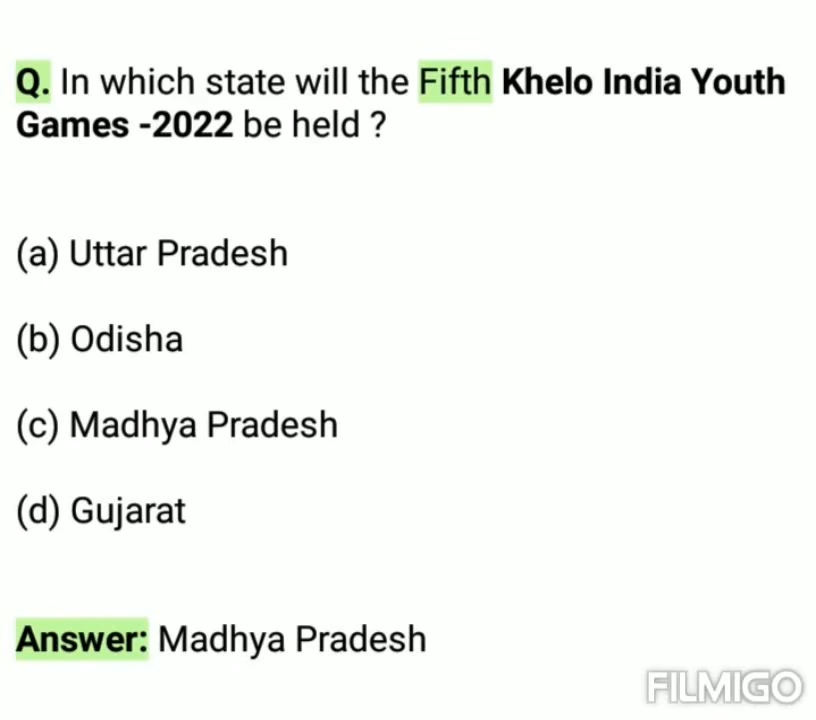 Q. In which state will the Fifth Khelo India Youth
Games -2022 be held ?
(a) Uttar Pradesh
(b) Odisha
(c) Madhya Pradesh
(d) Gujarat
Answer: Madhya Pradesh
FILMIGO